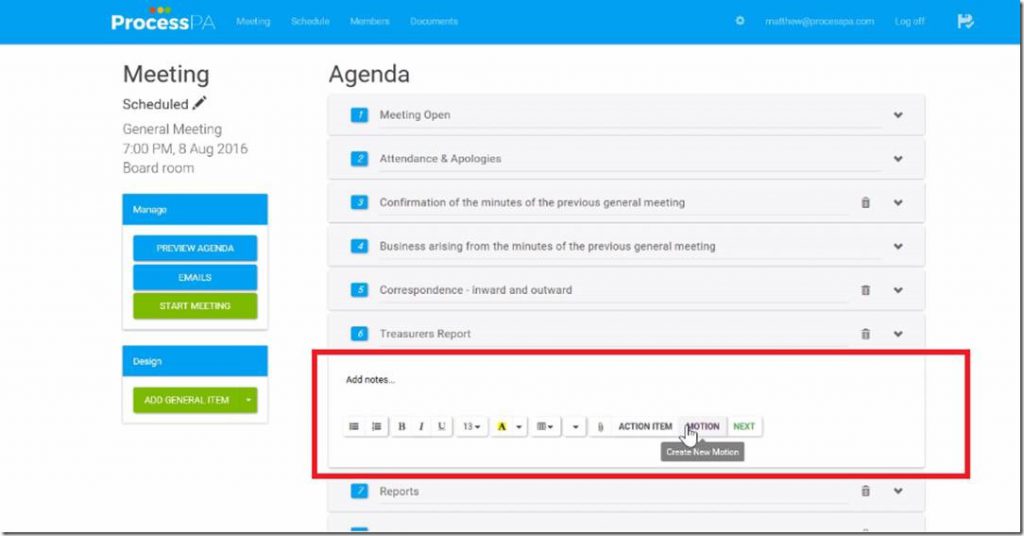 ProcessPA Meeting Schedule Members Documents matthew@processpa.com Log off
Meeting
Scheduled
General Meeting
7:00 PM, 8 Aug 2016
Board room
Manage
PREVIEW AGENDA
EMAILS
START MEETING
Design
ADD GENERAL ITEM
Agenda
1 Meeting Open
2 Attendance & Apologies
3 Confirmation of the minutes of the previous general meeting
4 Business arising from the minutes of the previous general meeting
5 Correspondence - inward and outward
6 Treasurers Report
Add notes...
B I U 13 A ACTION ITEM MOTION NEXT
Create New Motion
7 Reports